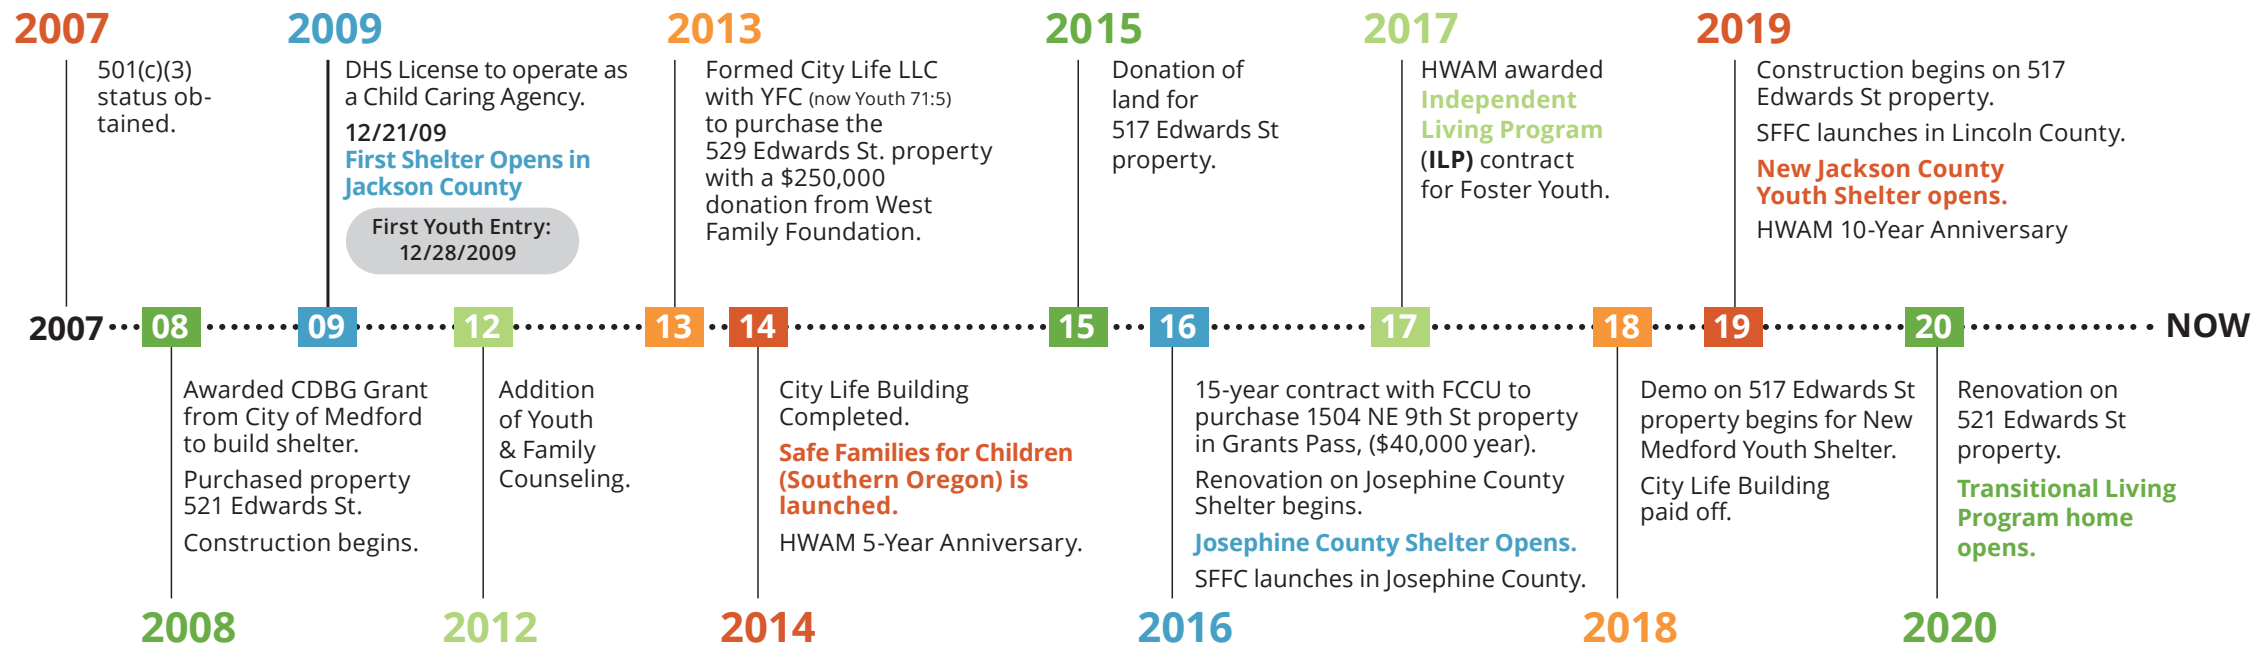 2007
501(c)(3)
status ob-
tained.
2009
DHS License to operate as
a Child Caring Agency.
12/21/09
First Shelter Opens in
Jackson County
First Youth Entry:
12/28/2009
2013
Formed City Life LLC
with YFC (now Youth 71:5)
to purchase the
529 Edwards St. property
with a $250,000
donation from West
Family Foundation.
2015
Donation of
land for
517 Edwards St
property.
2017
HWAM awarded
Independent
Living Program
(ILP) contract
for Foster Youth.
2019
Construction begins on 517
Edwards St property.
SFFC launches in Lincoln County.
New Jackson County
Youth Shelter opens.
HWAM 10-Year Anniversary
2007 08 09 12 13 14 15 16 17 18 19 20 NOW
Awarded CDBG Grant
from City of Medford
to build shelter.
Purchased property
521 Edwards St.
Construction begins.
2008
Addition
of Youth
& Family
Counseling.
2012
City Life Building
Completed.
Safe Families for Children
(Southern Oregon) is
launched.
HWAM 5-Year Anniversary.
2014
15-year contract with FCCU to
purchase 1504 NE 9th St property
in Grants Pass, ($40,000 year).
Renovation on Josephine County
Shelter begins.
Josephine County Shelter Opens.
SFFC launches in Josephine County.
2016
Demo on 517 Edwards St
property begins for New
Medford Youth Shelter.
City Life Building
paid off.
2018
Renovation on
521 Edwards St
property.
Transitional Living
Program home
opens.
2020